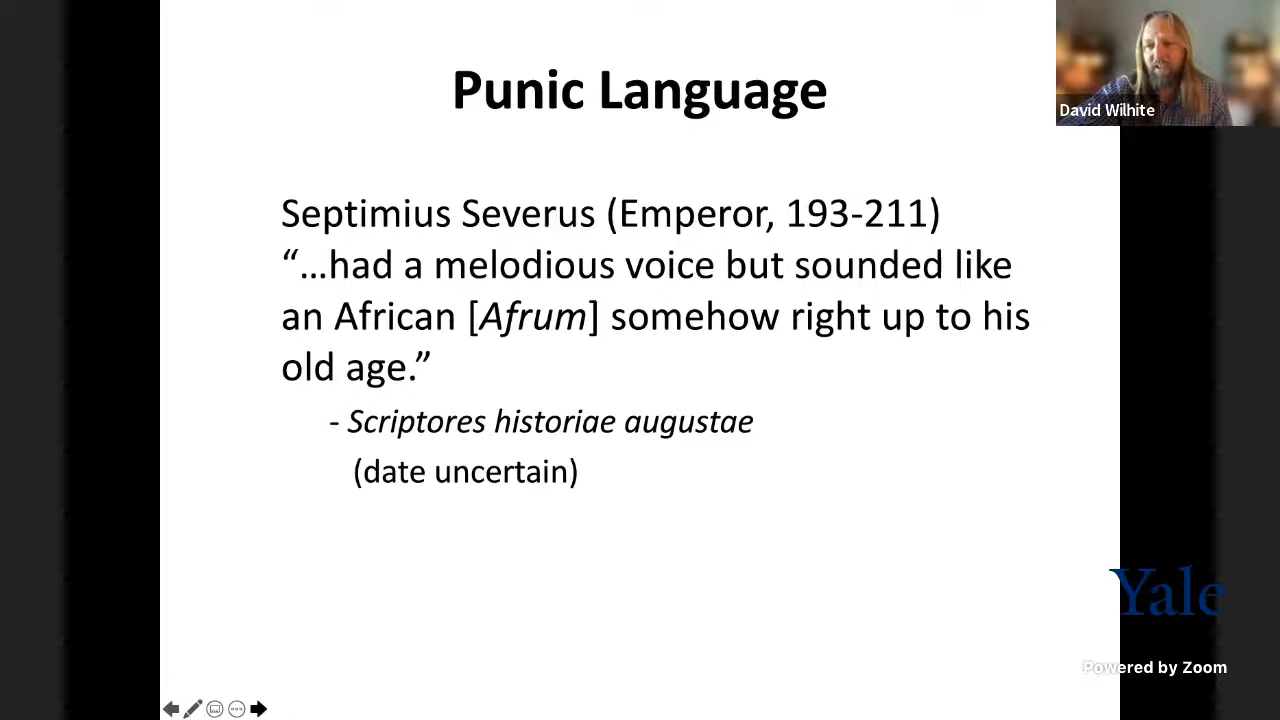 Punic Language
David Wilhite
Septimius Severus (Emperor, 193-211)
“…had a melodious voice but sounded like
an African [Afrum] somehow right up to his
old age.”
- Scriptores historiae augustae
(date uncertain)
Yale
Powered by Zoom